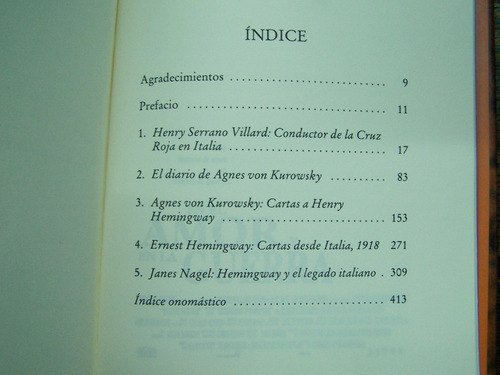 ÍNDICE
Agradecimientos .......................... 9
Prefacio .................................. 11
1. Henry Serrano Villard: Conductor de la Cruz
Roja en Italia ............................ 17
2. El diario de Agnes von Kurowsky .......... 83
3. Agnes von Kurowsky: Cartas a Henry
Hemingway .............................. 153
4. Ernest Hemingway: Cartas desde Italia, 1918 271
5. Janes Nagel: Hemingway y el legado italiano . 309
Índice onomástico ........................ 413
AMOR
GUERRA